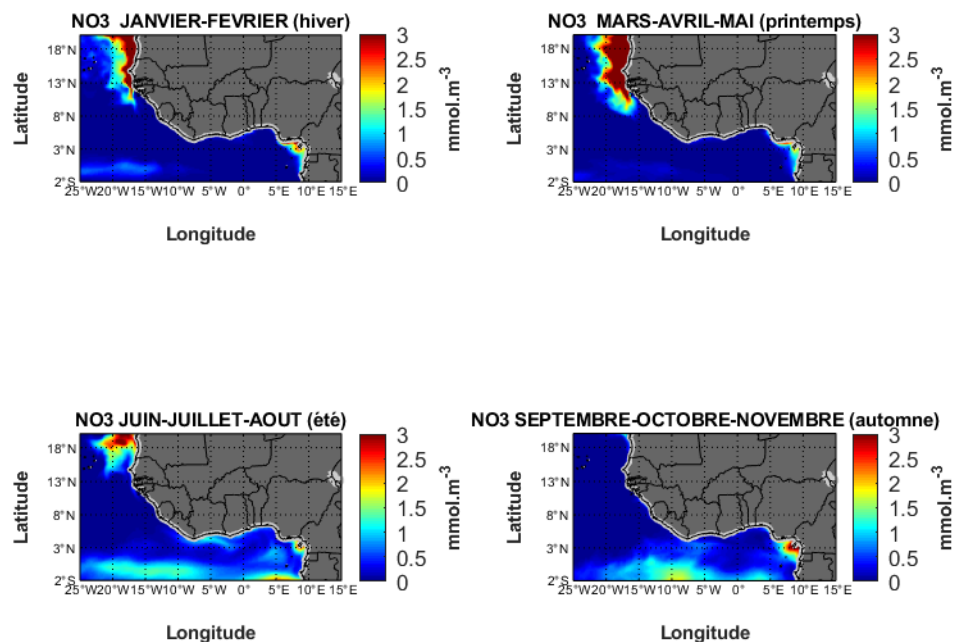 NO3 JANVIER-FEVRIER (hiver)
18°N
13°N
8°N
3°N
2°S
25°W20°W15°W10°W5°W 0° 5°E 10°E 15°E
Latitude
Longitude
3
2.5
2
1.5
1
0.5
0
mmol.m-3
NO3 MARS-AVRIL-MAI (printemps)
18°N
13°N
8°N
3°N
2°S
25°W20°W15°W10°W5°W 0° 5°E 10°E 15°E
Latitude
Longitude
3
2.5
2
1.5
1
0.5
0
mmol.m-3
NO3 JUIN-JUILLET-AOUT (été)
18°N
13°N
8°N
3°N
2°S
25°W20°W15°W10°W5°W 0° 5°E 10°E 15°E
Latitude
Longitude
3
2.5
2
1.5
1
0.5
0
mmol.m-3
NO3 SEPTEMBRE-OCTOBRE-NOVEMBRE (automne)
18°N
13°N
8°N
3°N
2°S
25°W20°W15°W10°W5°W 0° 5°E 10°E 15°E
Latitude
Longitude
3
2.5
2
1.5
1
0.5
0
mmol.m-3